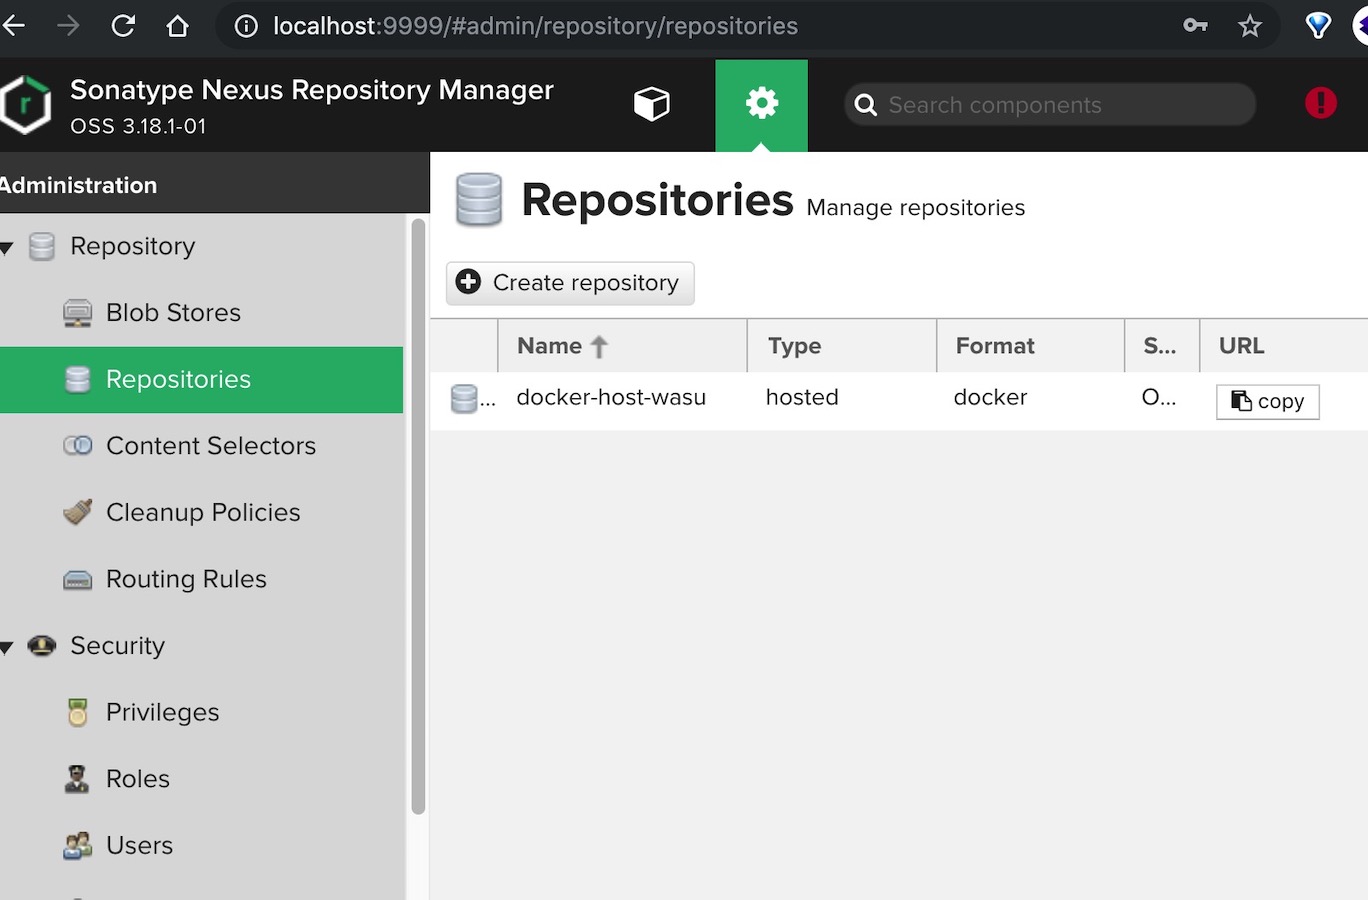 localhost:9999/#admin/repository/repositories
Sonatype Nexus Repository Manager
OSS 3.18.1-01
Search components
Administration
Repositories Manage repositories
Repository
Create repository
Blob Stores
Name Type Format S... URL
Repositories
... docker-host-wasu hosted docker O... copy
Content Selectors
Cleanup Policies
Routing Rules
Security
Privileges
Roles
Users